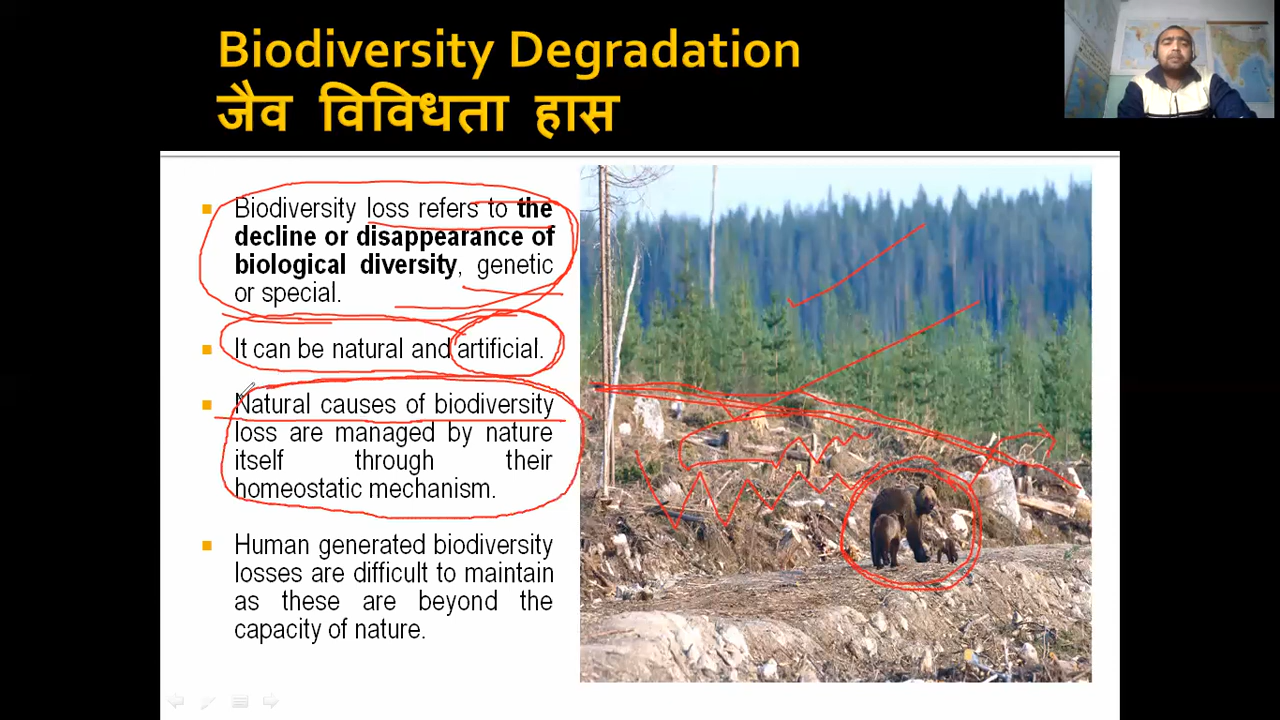 Biodiversity Degradation
जैव विविधता हास
Biodiversity loss refers to the
decline or disappearance of
biological diversity, genetic
or special.
It can be natural and artificial.
Natural causes of biodiversity
loss are managed by nature
itself through their
homeostatic mechanism.
Human generated biodiversity
losses are difficult to maintain
as these are beyond the
capacity of nature.